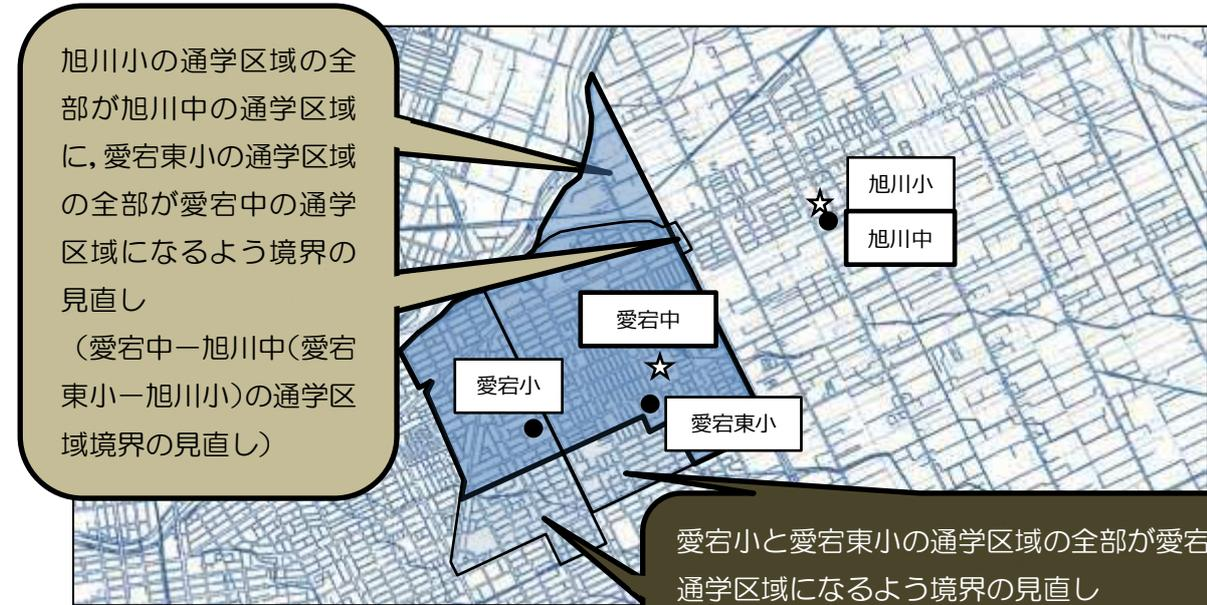 旭川小の通学区域の全
部が旭川中の通学区域
に，愛宕東小の通学区域
の全部が愛宕中の通学
区域になるよう境界の
見直し
（愛宕中－旭川中（愛宕
東小－旭川小）の通学区
域境界の見直し）
旭川小
旭川中
愛宕中
愛宕小
愛宕東小
愛宕小と愛宕東小の通学区域の全部が愛宕
通学区域になるよう境界の見直し